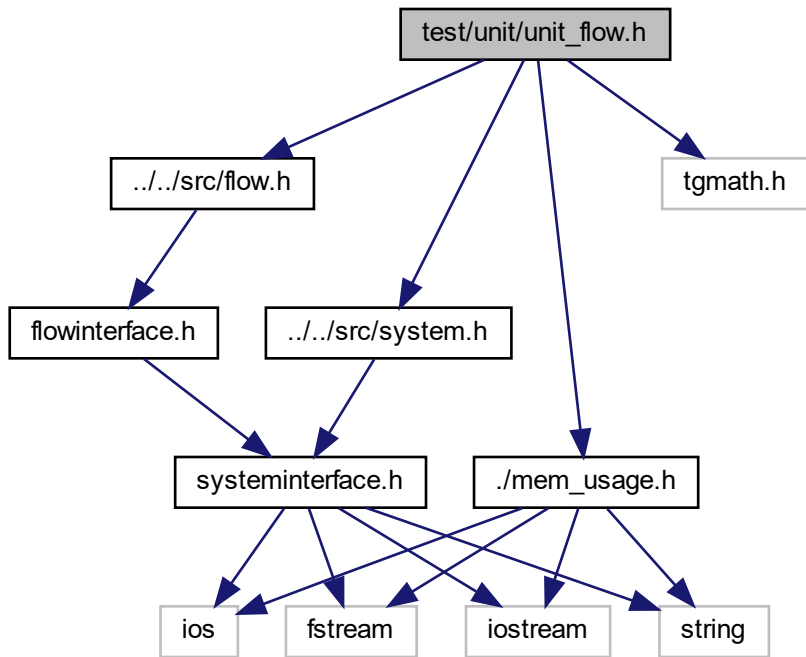 test/unit/unit_flow.h
../../src/flow.h
tgmath.h
flowinterface.h
../../src/system.h
systeminterface.h
./mem_usage.h
ios
fstream
iostream
string